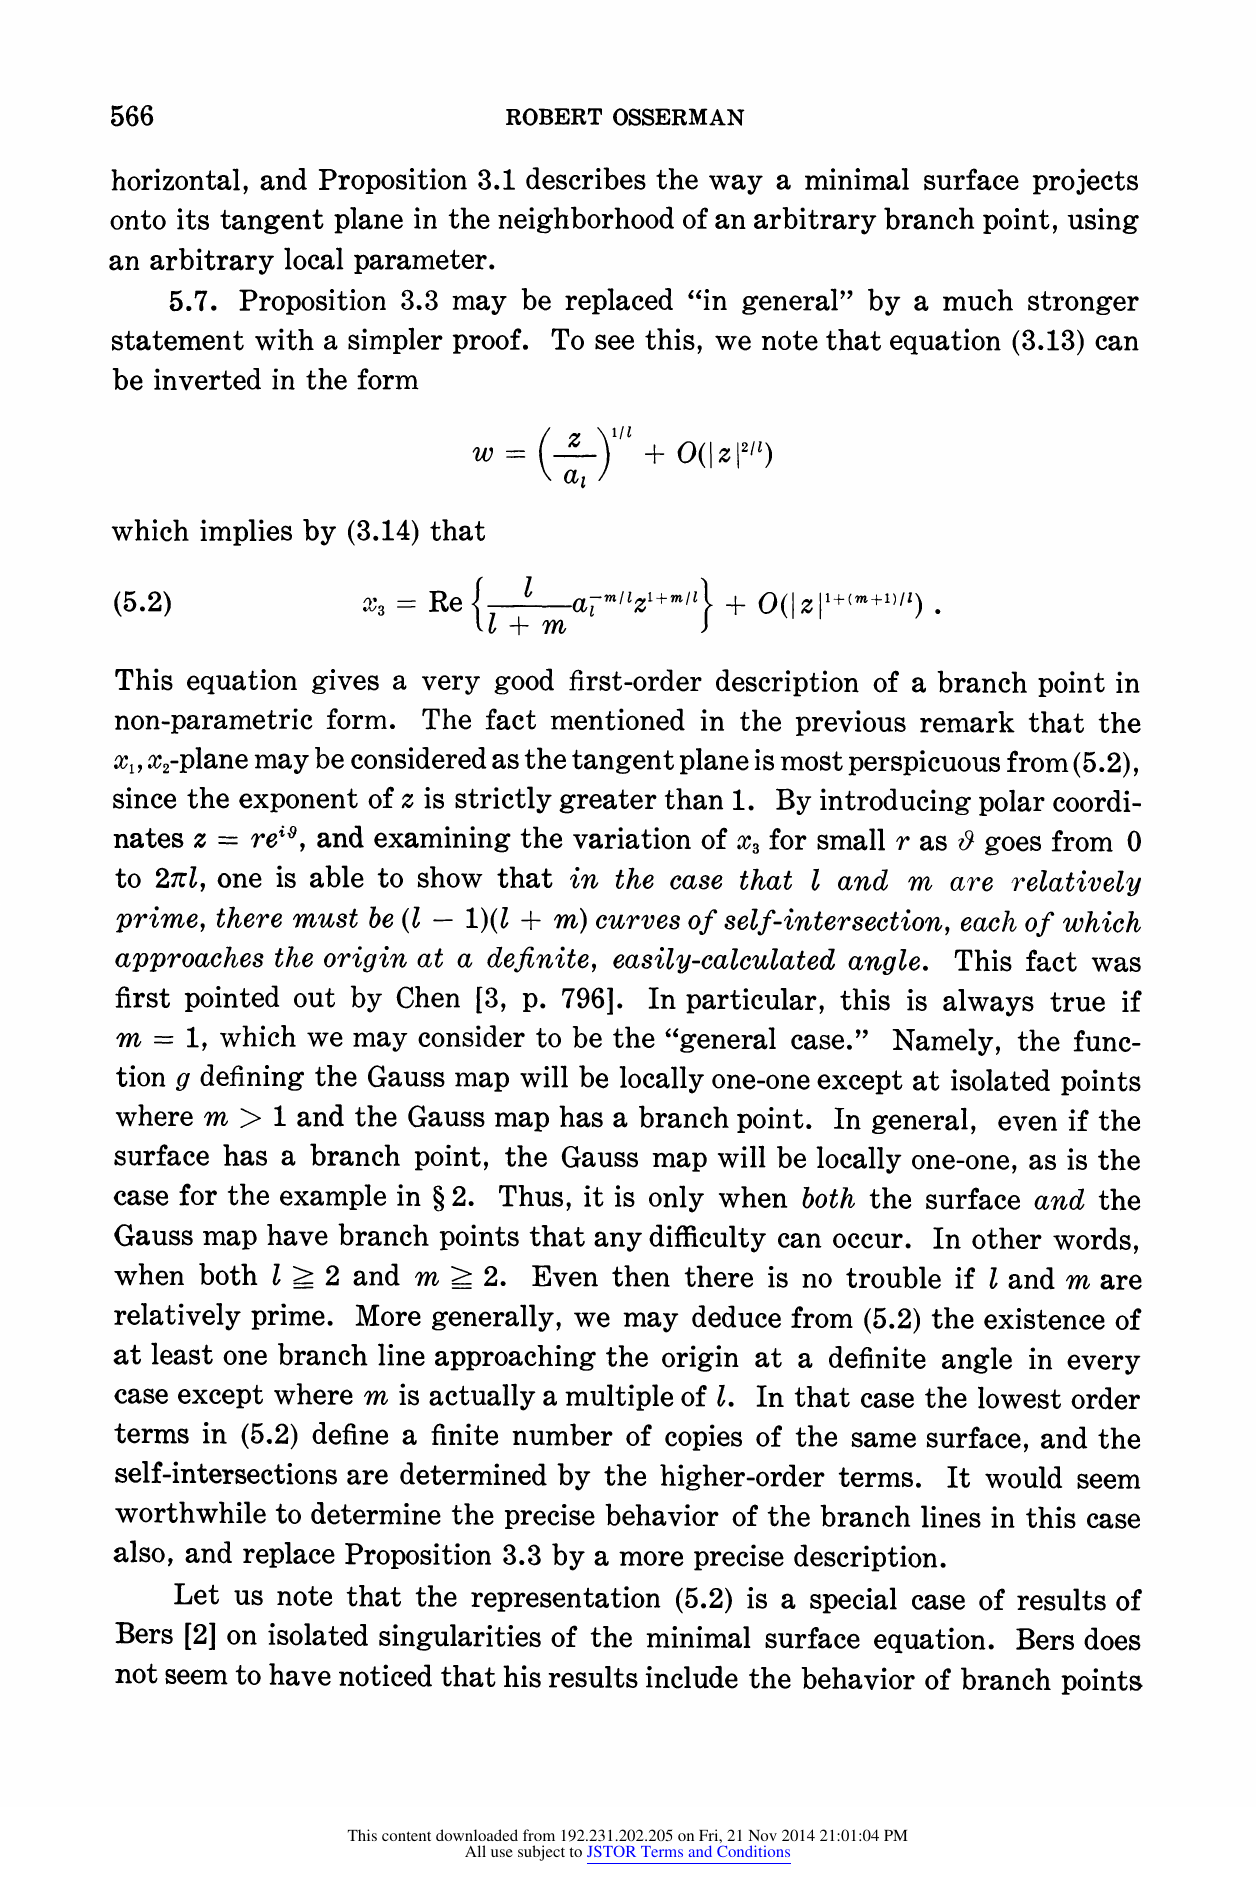 566 ROBERT OSSERMAN
horizontal, and Proposition 3.1 describes the way a minimal surface projects
onto its tangent plane in the neighborhood of an arbitrary branch point, using
an arbitrary local parameter.
5.7. Proposition 3.3 may be replaced “in general” by a much stronger
statement with a simpler proof. To see this, we note that equation (3.13) can
be inverted in the form
w = (z/a_l)^{1/l} + O(|z|^{2/l})
which implies by (3.14) that
(5.2) x_3 = Re {l/(l + m) a_l^{-m/l} z^{1+m/l}} + O(|z|^{1+(m+1)/l}) .
This equation gives a very good first-order description of a branch point in
non-parametric form. The fact mentioned in the previous remark that the
x_1, x_2-plane may be considered as the tangent plane is most perspicuous from (5.2),
since the exponent of z is strictly greater than 1. By introducing polar coordi-
nates z = re^{iϑ}, and examining the variation of x_3 for small r as ϑ goes from 0
to 2πl, one is able to show that in the case that l and m are relatively
prime, there must be (l − 1)(l + m) curves of self-intersection, each of which
approaches the origin at a definite, easily-calculated angle. This fact was
first pointed out by Chen [3, p. 796]. In particular, this is always true if
m = 1, which we may consider to be the “general case.” Namely, the func-
tion g defining the Gauss map will be locally one-one except at isolated points
where m > 1 and the Gauss map has a branch point. In general, even if the
surface has a branch point, the Gauss map will be locally one-one, as is the
case for the example in § 2. Thus, it is only when both the surface and the
Gauss map have branch points that any difficulty can occur. In other words,
when both l ≧ 2 and m ≧ 2. Even then there is no trouble if l and m are
relatively prime. More generally, we may deduce from (5.2) the existence of
at least one branch line approaching the origin at a definite angle in every
case except where m is actually a multiple of l. In that case the lowest order
terms in (5.2) define a finite number of copies of the same surface, and the
self-intersections are determined by the higher-order terms. It would seem
worthwhile to determine the precise behavior of the branch lines in this case
also, and replace Proposition 3.3 by a more precise description.
Let us note that the representation (5.2) is a special case of results of
Bers [2] on isolated singularities of the minimal surface equation. Bers does
not seem to have noticed that his results include the behavior of branch points
This content downloaded from 192.231.202.205 on Fri, 21 Nov 2014 21:01:04 PM
All use subject to JSTOR Terms and Conditions